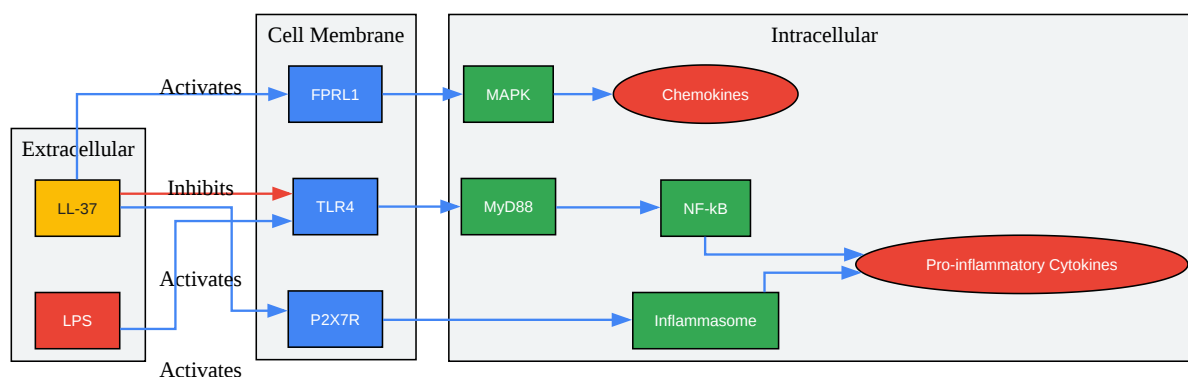 Cell Membrane
Intracellular
Activates
FPRL1
MAPK
Chemokines
Extracellular
LL-37
Inhibits
TLR4
MyD88
NF-kB
Pro-inflammatory Cytokines
Activates
LPS
P2X7R
Inflammasome
Activates